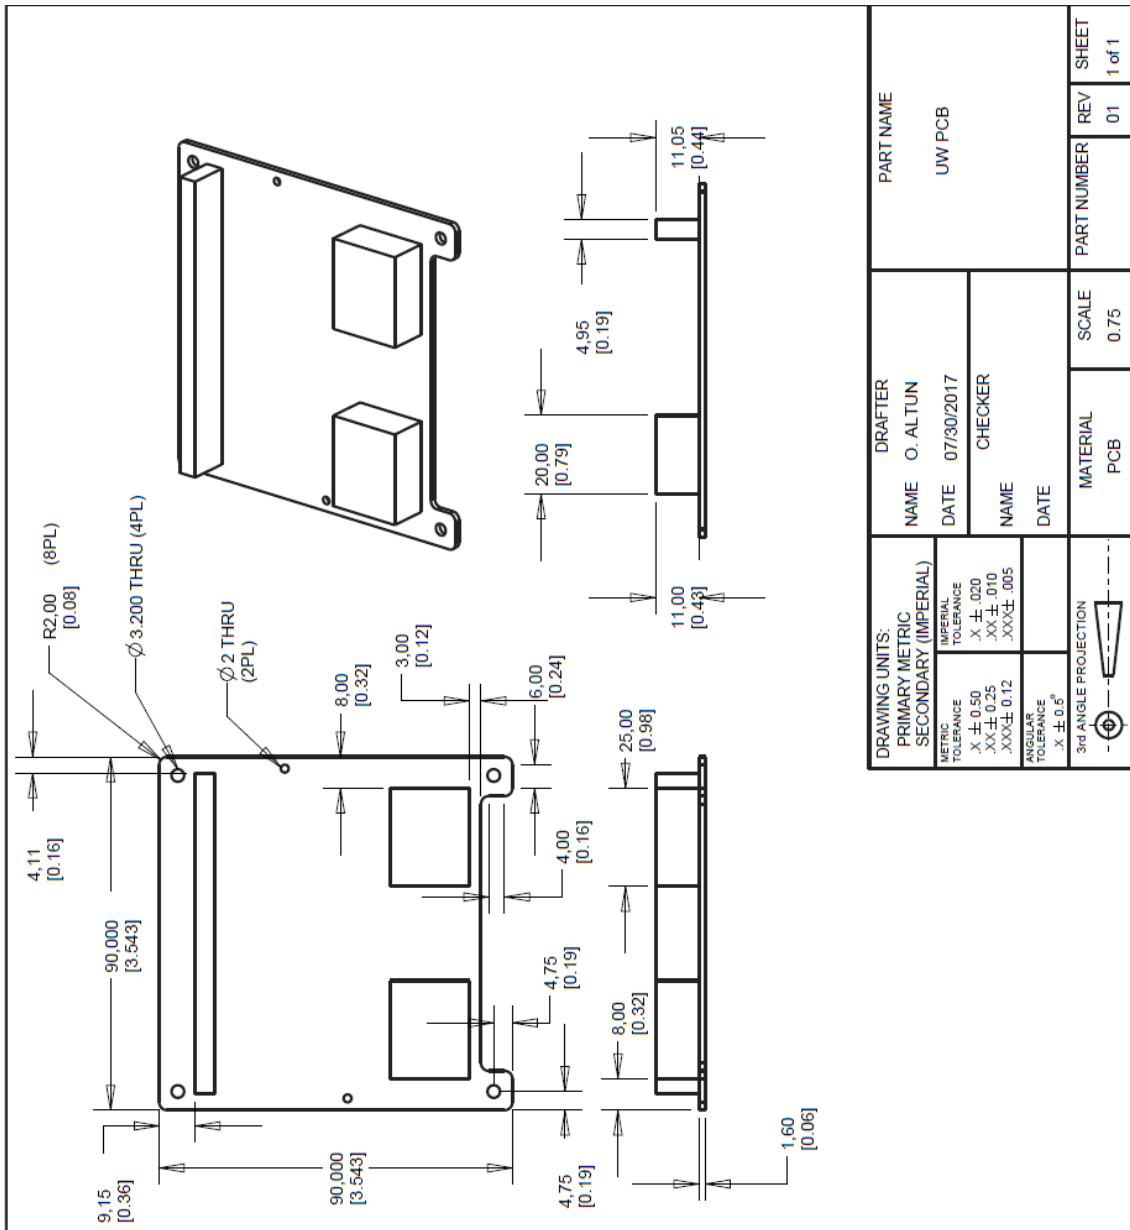 R2,00 (8PL)
[0.08]
Ø 3.200 THRU (4PL)
Ø 2 THRU
(2PL)
4,11
[0.16]
90,000
[3.543]
9,15
[0.36]
90,000
[3.543]
8,00
[0.32]
3,00
[0.12]
6,00
[0.24]
4,00
[0.16]
4,75
[0.19]
4,75
[0.19]
25,00
[0.98]
8,00
[0.32]
1,60
[0.06]
11,05
[0.44]
4,95
[0.19]
20,00
[0.79]
11,00
[0.43]
DRAWING UNITS:
PRIMARY METRIC
SECONDARY (IMPERIAL)
METRIC
TOLERANCE
.X ± 0.50
.XX ± 0.25
.XXX± 0.12
IMPERIAL
TOLERANCE
.X ± .020
.XX ± .010
.XXX± .005
ANGULAR
TOLERANCE
.X ± 0.5°
3rd ANGLE PROJECTION
DRAFTER
NAME O. ALTUN
DATE 07/30/2017
CHECKER
NAME
DATE
MATERIAL
PCB
SCALE
0.75
PART NAME
UW PCB
PART NUMBER
REV
01
SHEET
1 of 1